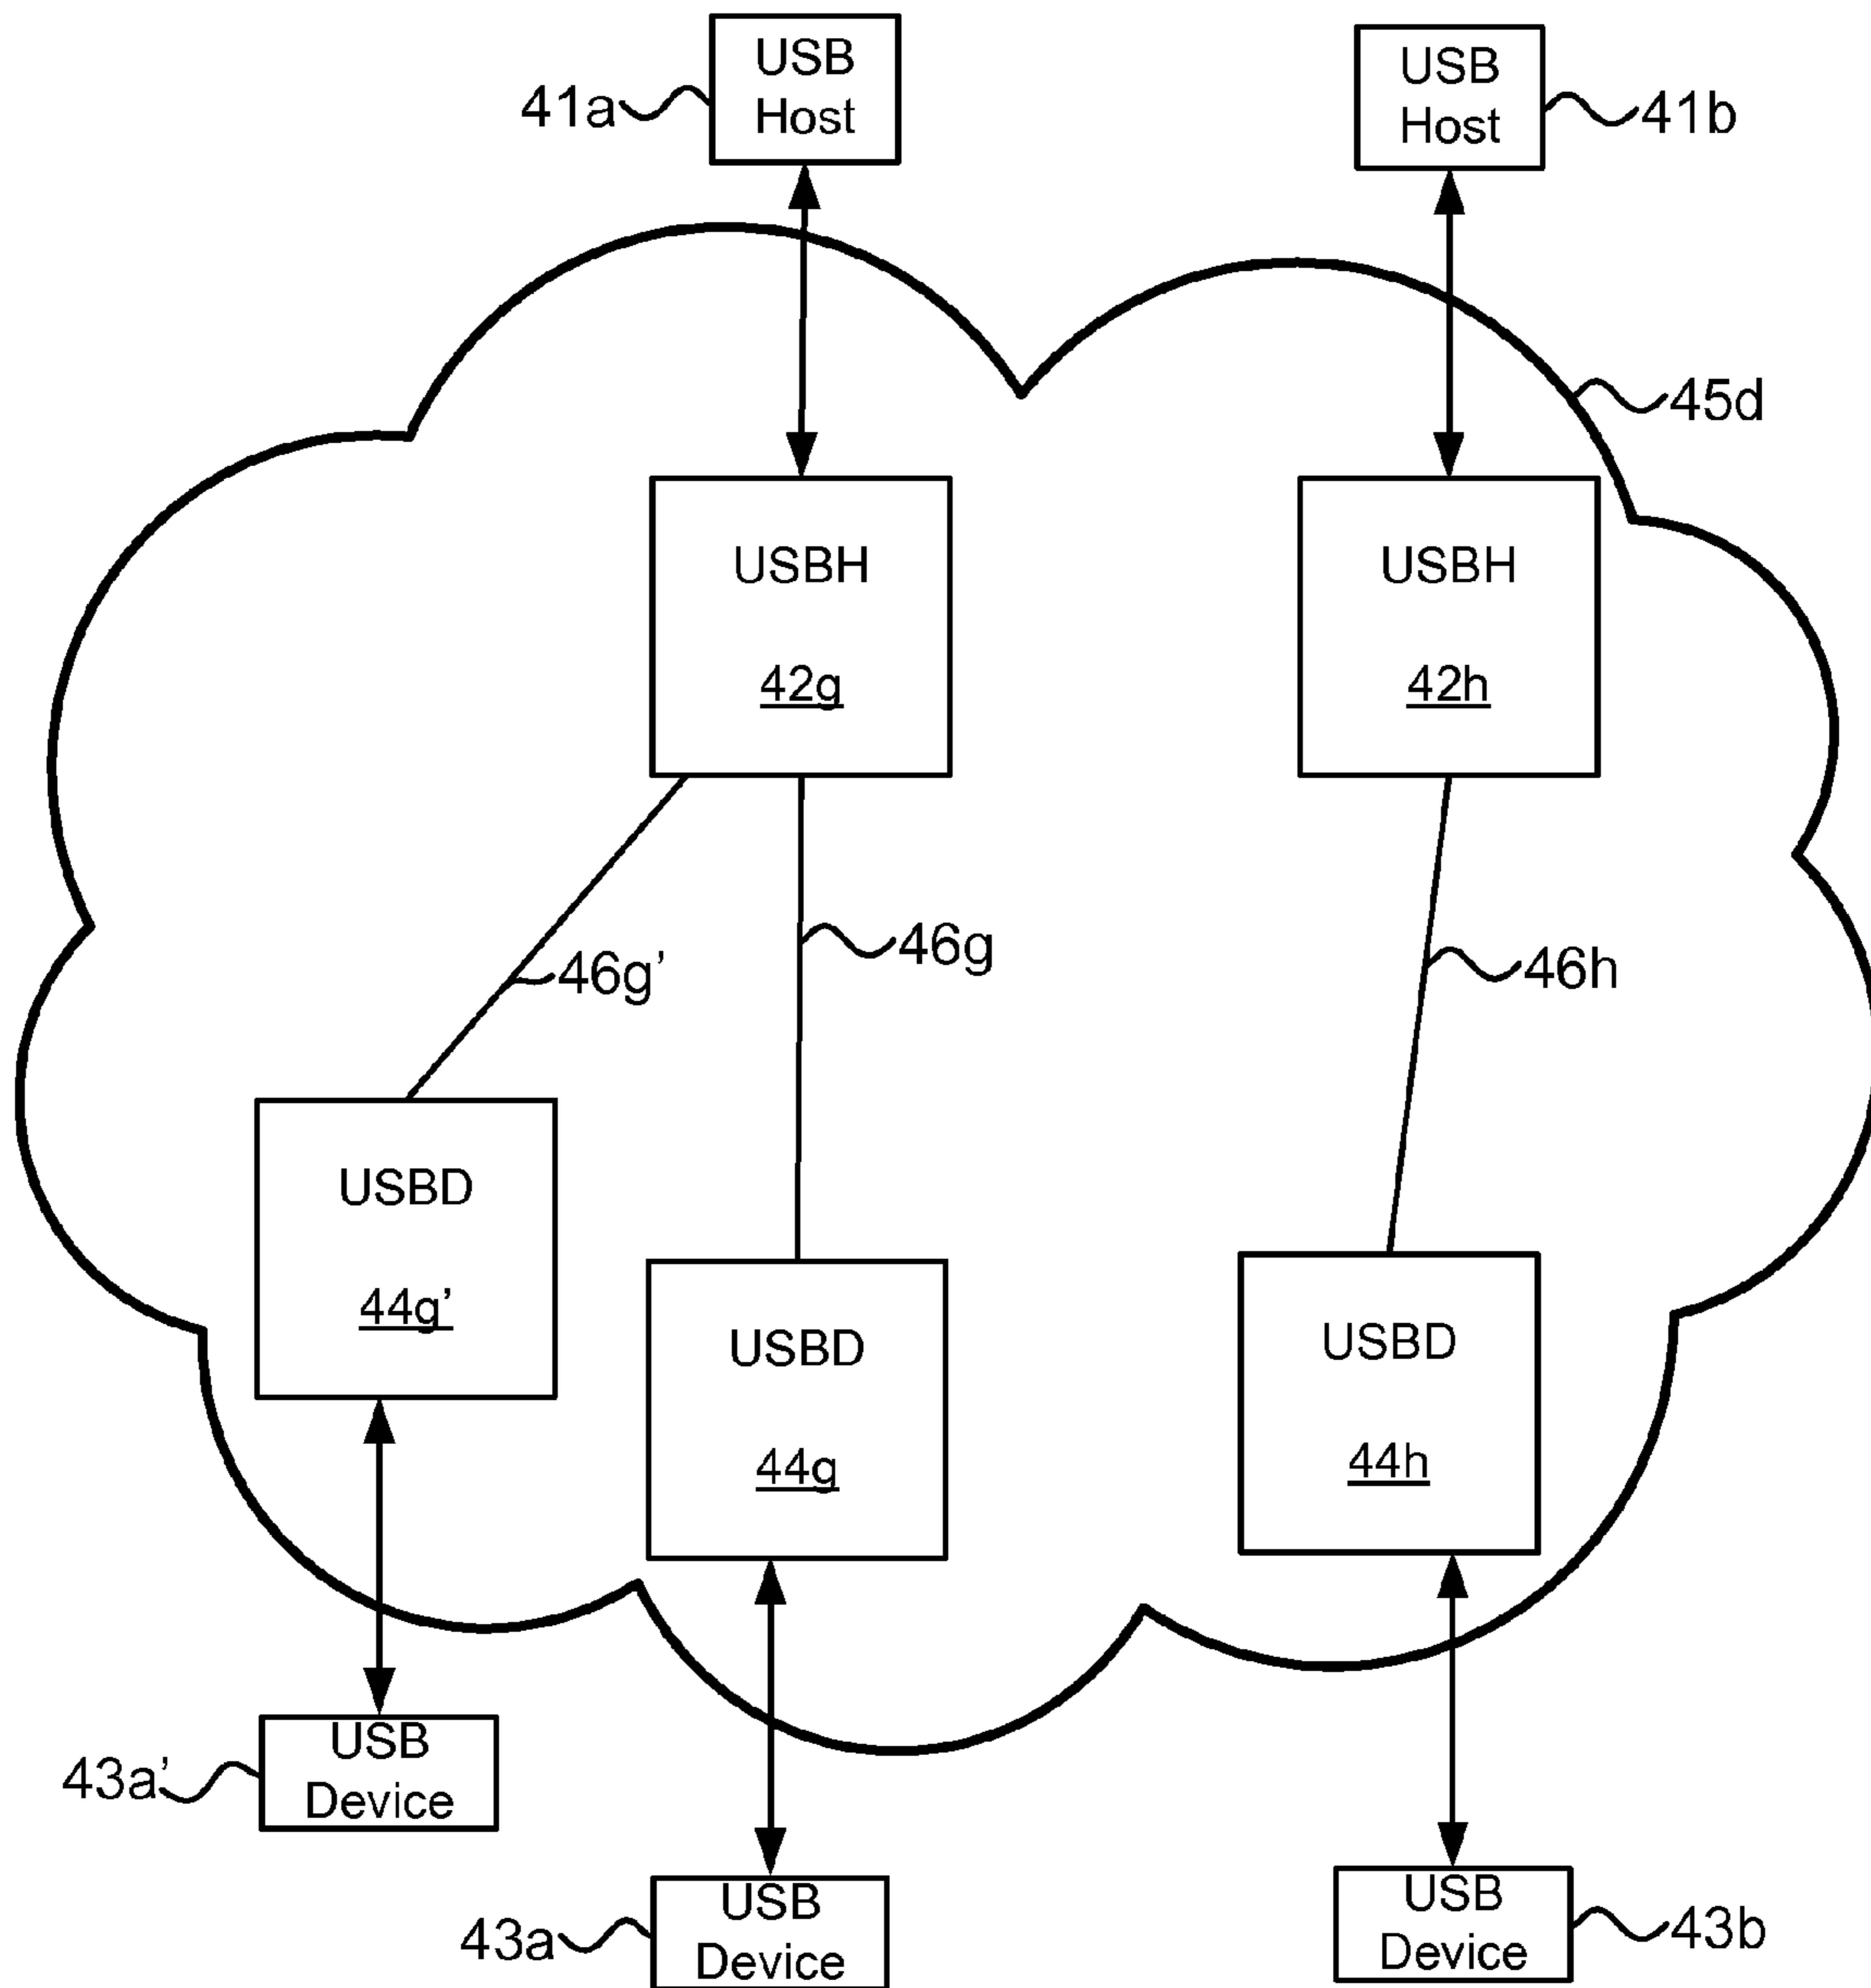 USB
Host
41a
USB
Host
41b
45d
USBH
42g
USBH
42h
46g’
46g
46h
USBD
44g’
USBD
44g
USBD
44h
USB
Device
43a’
USB
Device
43a
USB
Device
43b